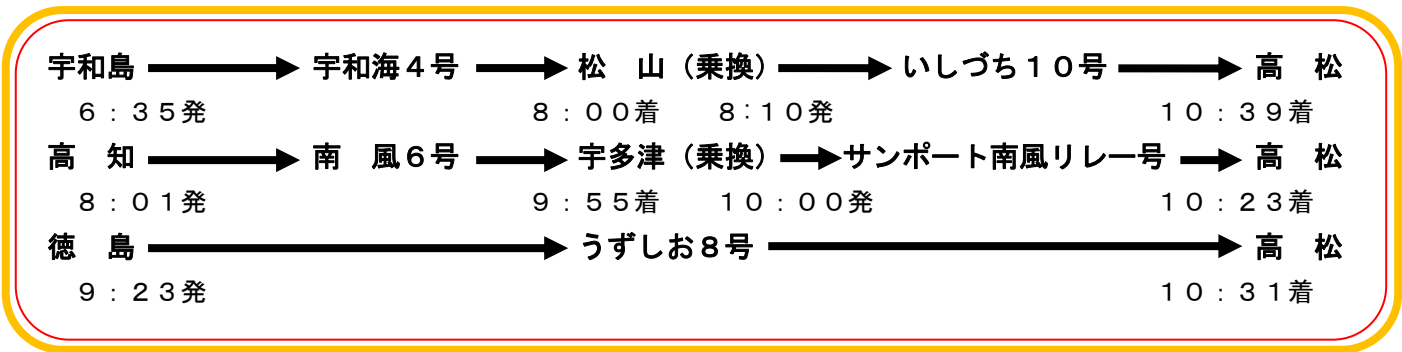 宇和島 宇和海４号 松　山（乗換） いしづち１０号 高　松
６：３５発 ８：００着 ８：１０発 １０：３９着
高　知 南　風６号 宇多津（乗換） サンポート南風リレー号 高　松
８：０１発 ９：５５着 １０：００発 １０：２３着
徳　島 うずしお８号 高　松
９：２３発 １０：３１着